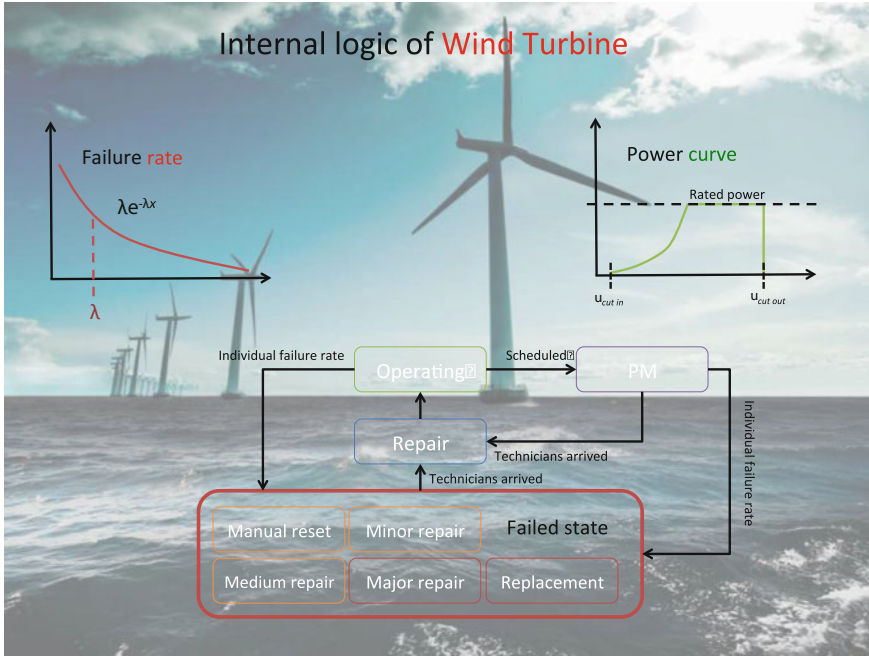 Internal logic of Wind Turbine
Failure rate
λe-λx
λ
Power curve
Rated power
ucut in
ucut out
Individual failure rate
Operating
Scheduled
PM
Repair
Technicians arrived
Technicians arrived
Individual failure rate
Failed state
Manual reset
Minor repair
Medium repair
Major repair
Replacement